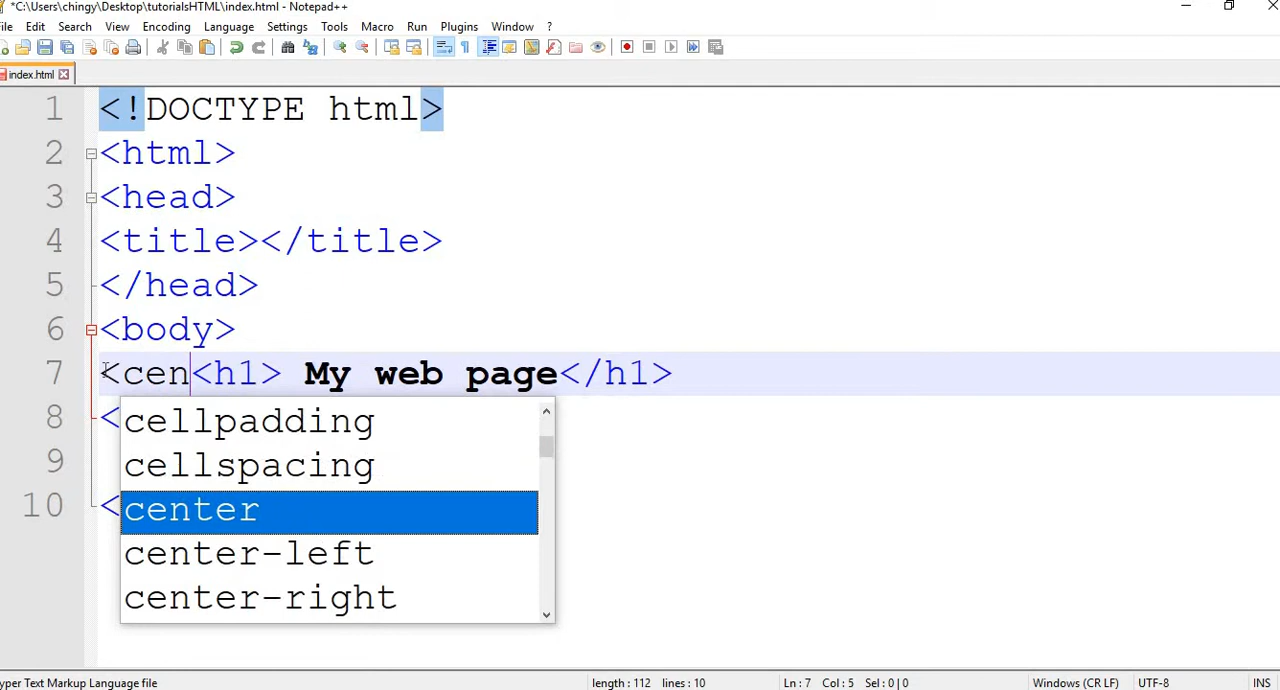 *C:\Users\chingy\Desktop\tutorialsHTML\index.html - Notepad++
File Edit Search View Encoding Language Settings Tools Macro Run Plugins Window ?
index.html
1 <!DOCTYPE html>
2 <html>
3 <head>
4 <title></title>
5 </head>
6 <body>
7 <cen<h1> My web page</h1>
8 <
cellpadding
9
cellspacing
10 <
center
center-left
center-right
yper Text Markup Language file length : 112 lines : 10 Ln : 7 Col : 5 Sel : 0 | 0 Windows (CR LF) UTF-8 INS